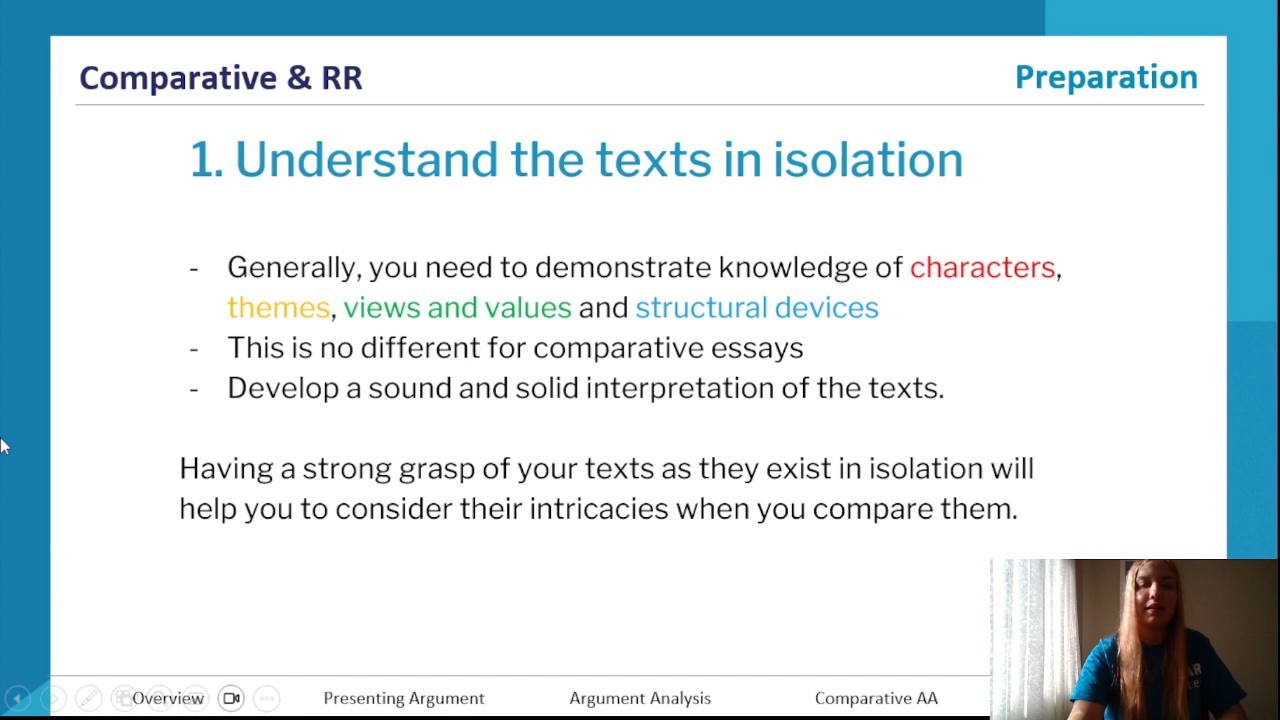 Comparative & RR
Preparation
1. Understand the texts in isolation
- Generally, you need to demonstrate knowledge of characters,
themes, views and values and structural devices
- This is no different for comparative essays
- Develop a sound and solid interpretation of the texts.
Having a strong grasp of your texts as they exist in isolation will
help you to consider their intricacies when you compare them.
Overview
Presenting Argument
Argument Analysis
Comparative AA